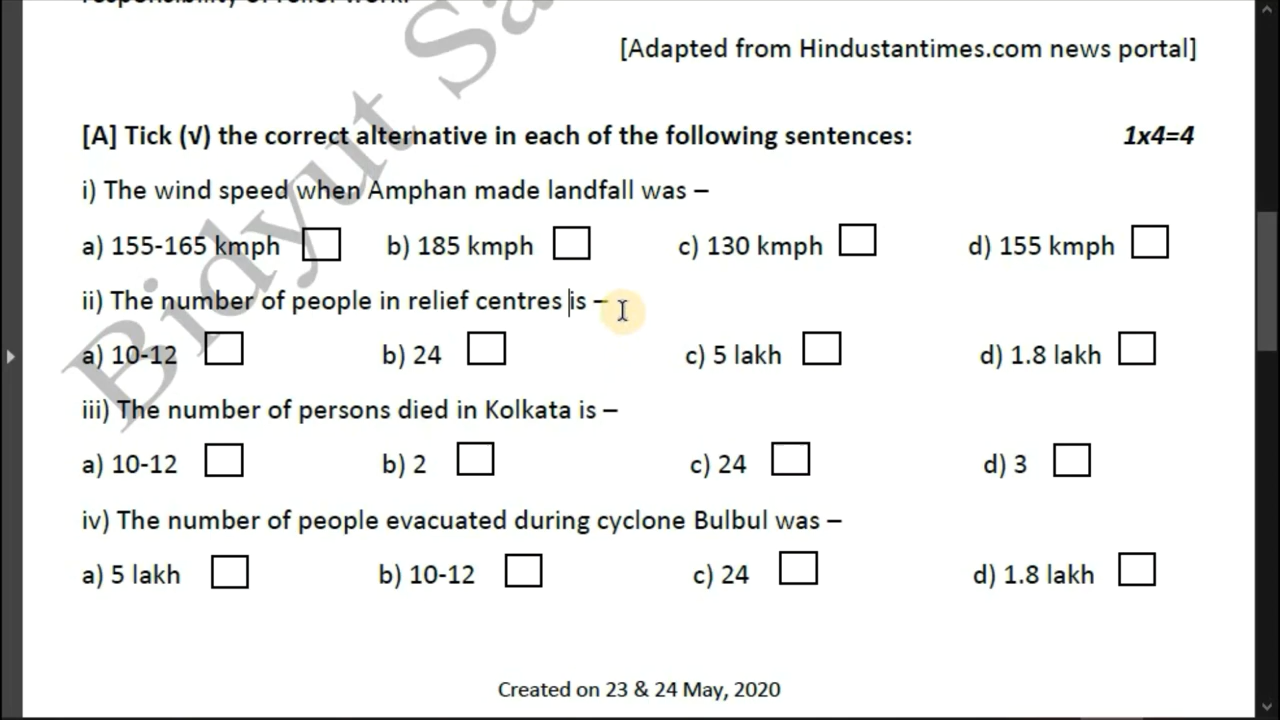 [Adapted from Hindustantimes.com news portal]
[A] Tick (√) the correct alternative in each of the following sentences: 1x4=4
i) The wind speed when Amphan made landfall was –
a) 155-165 kmph b) 185 kmph c) 130 kmph d) 155 kmph
ii) The number of people in relief centres is –
a) 10-12 b) 24 c) 5 lakh d) 1.8 lakh
iii) The number of persons died in Kolkata is –
a) 10-12 b) 2 c) 24 d) 3
iv) The number of people evacuated during cyclone Bulbul was –
a) 5 lakh b) 10-12 c) 24 d) 1.8 lakh
Created on 23 & 24 May, 2020
Bidyut Sa